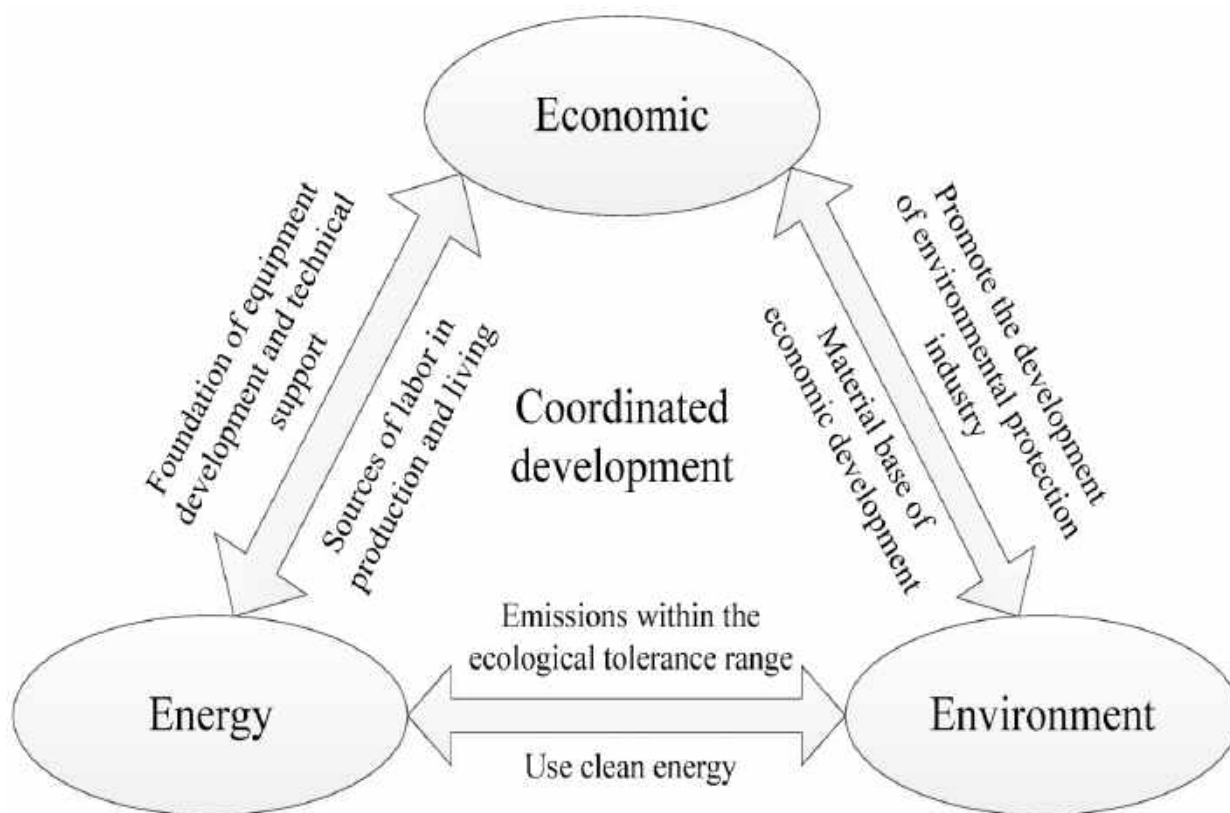 Economic
Foundation of equipment
development and technical
support
Sources of labor in
production and living
Coordinated
development
Material base of
economic development
Promote the development
of environmental protection
industry
Emissions within the
ecological tolerance range
Energy
Environment
Use clean energy